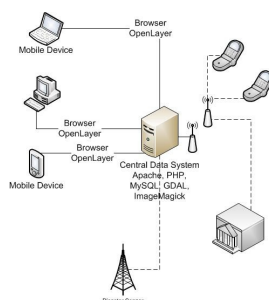 Browser
OpenLayer
Mobile Device
Browser
OpenLayer
Browser
OpenLayer
Mobile Device
Central Data System
Apache, PHP,
MySQL, GDAL,
ImageMagick